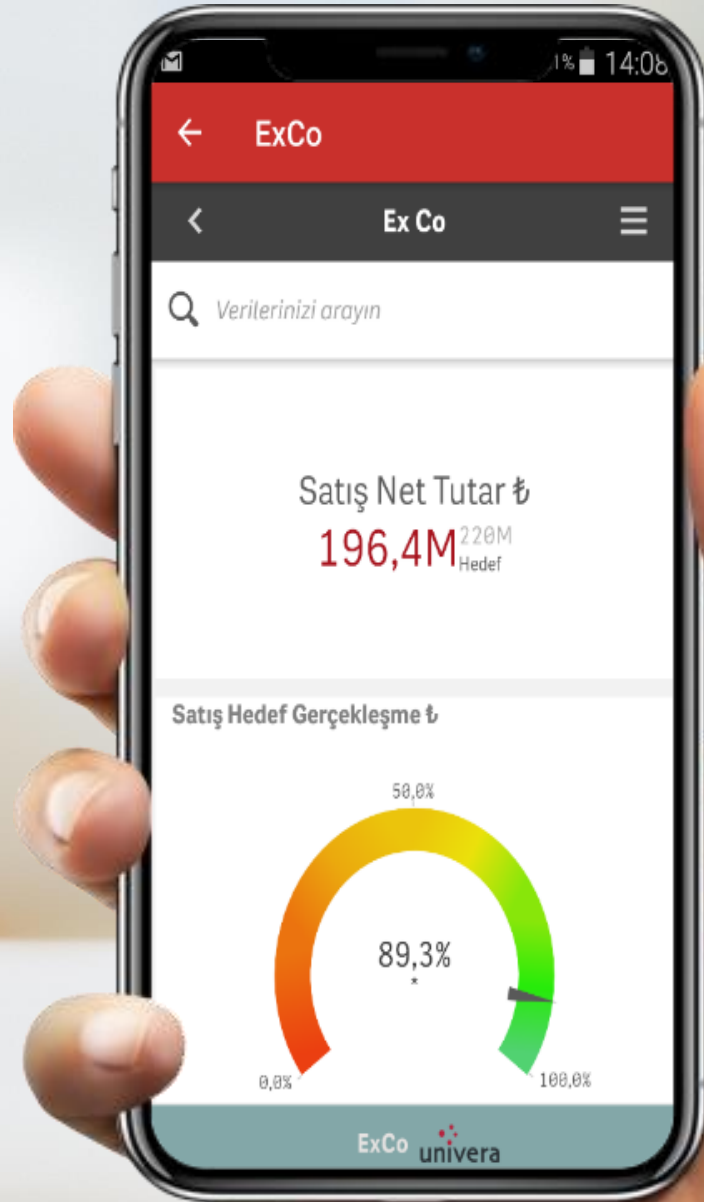 1% 14:08
ExCo
Ex Co
Verilerinizi arayın
Satış Net Tutar ₺
196,4M 220M
Hedef
Satış Hedef Gerçekleşme ₺
50,0%
89,3%
*
0,0% 100,0%
ExCo univera